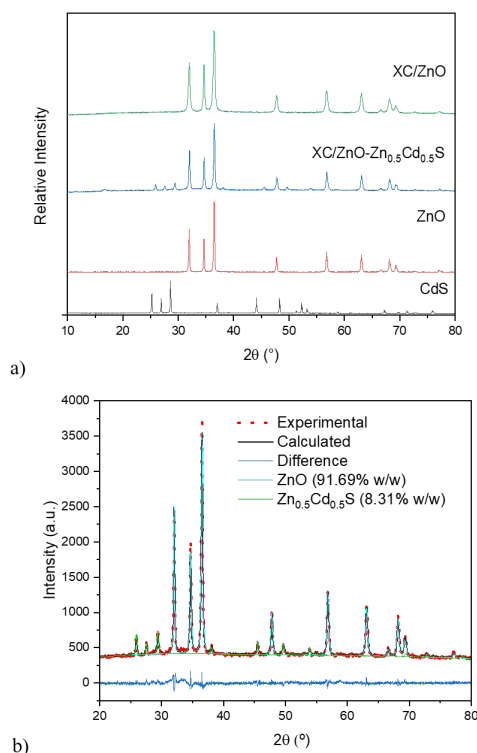 XC/ZnO
XC/ZnO-Zn₀.₅Cd₀.₅S
ZnO
CdS
Relative Intensity
10 20 30 40 50 60 70 80
2θ (°)
a)
4000
3500
3000
2500
2000
1500
1000
500
0
Intensity (a.u.)
Experimental
Calculated
Difference
ZnO (91.69% w/w)
Zn₀.₅Cd₀.₅S (8.31% w/w)
20 30 40 50 60 70 80
2θ (°)
b)